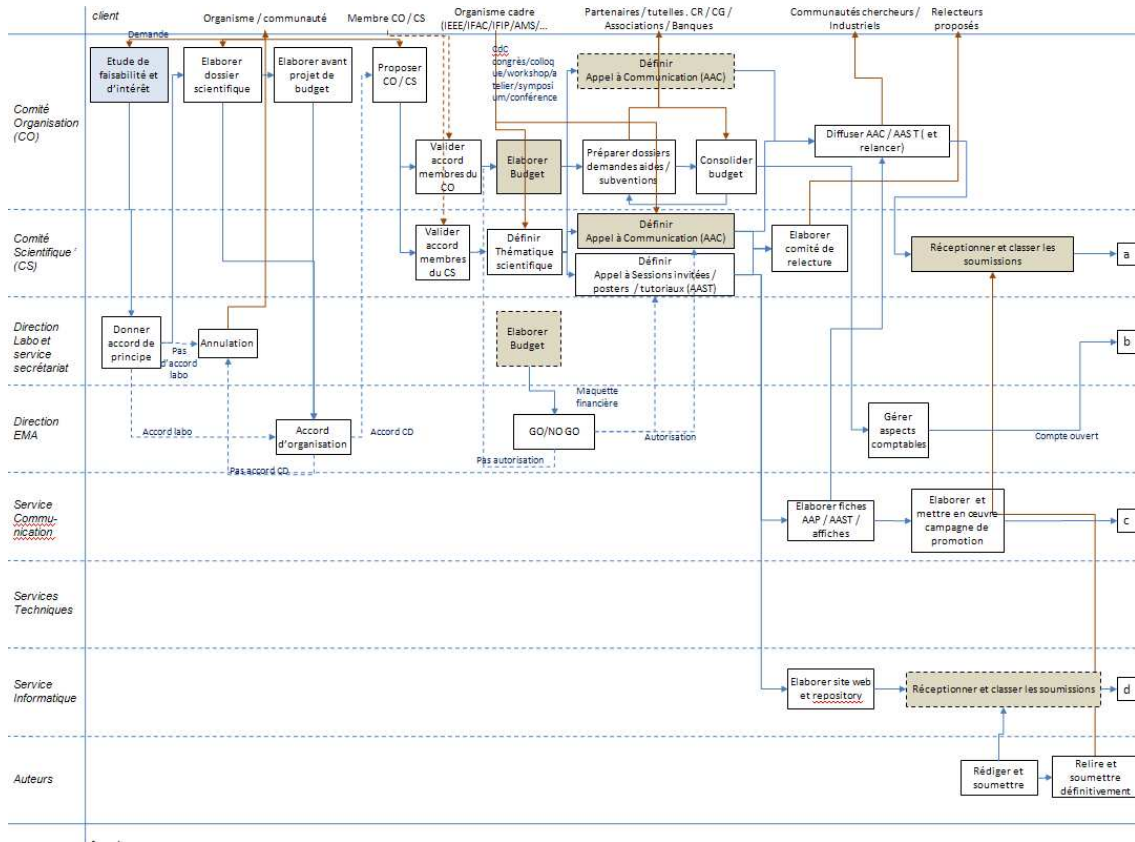 client
Organisme / communauté
Membre CO / CS
Organisme cadre
(IEEE/IFAC/IFIP/AMS/...
Partenaires / tutelles. CR / CG /
Associations / Banques
Communautés chercheurs /
Industriels
Relecteurs
proposés
Demande
Comité
Organisation
(CO)
Etude de
faisabilité et
d'intérêt
Elaborer
dossier
scientifique
Elaborer avant
projet de
budget
Proposer
CO / CS
CdC
congrès/colloq
ue/workshop/a
telier/symposi
um/conférence
Définir
Appel à Communication (AAC)
Valider
accord
membres du
CO
Elaborer
Budget
Préparer dossiers
demandes aides /
subventions
Consolider
budget
Diffuser AAC / AAST ( et
relancer)
Comité
Scientifique
(CS)
Valider
accord
membres
du CS
Définir
Thématique
scientifique
Définir
Appel à Communication (AAC)
Définir
Appel à Sessions invitées /
posters / tutoriaux (AAST)
Elaborer
comité de
relecture
Réceptionner et classer les
soumissions
a
Direction
Labo et
service
secrétariat
Donner
accord de
principe
Pas
d'accord
labo
Annulation
Elaborer
Budget
b
Direction
EMA
Accord labo
Accord
d'organisation
Accord CD
Pas accord CD
Maquette
financière
GO/NO GO
Pas autorisation
Autorisation
Gérer
aspects
comptables
Compte ouvert
Service
Commu-
nication
Elaborer fiches
AAP / AAST /
affiches
Elaborer et
mettre en œuvre
campagne de
promotion
c
Services
Techniques
Service
Informatique
Elaborer site web
et repository
Réceptionner et classer les soumissions
d
Auteurs
Rédiger et
soumettre
Relire et
soumettre
définitivement